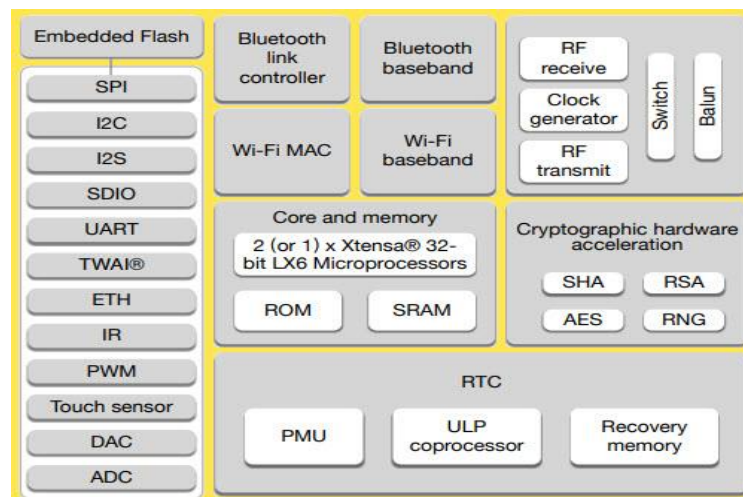 Embedded Flash
SPI
I2C
I2S
SDIO
UART
TWAI®
ETH
IR
PWM
Touch sensor
DAC
ADC
Bluetooth
link
controller
Bluetooth
baseband
Wi-Fi MAC
Wi-Fi
baseband
RF
receive
Clock
generator
RF
transmit
Switch
Balun
Core and memory
2 (or 1) x Xtensa® 32-
bit LX6 Microprocessors
ROM
SRAM
Cryptographic hardware
acceleration
SHA
RSA
AES
RNG
RTC
PMU
ULP
coprocessor
Recovery
memory